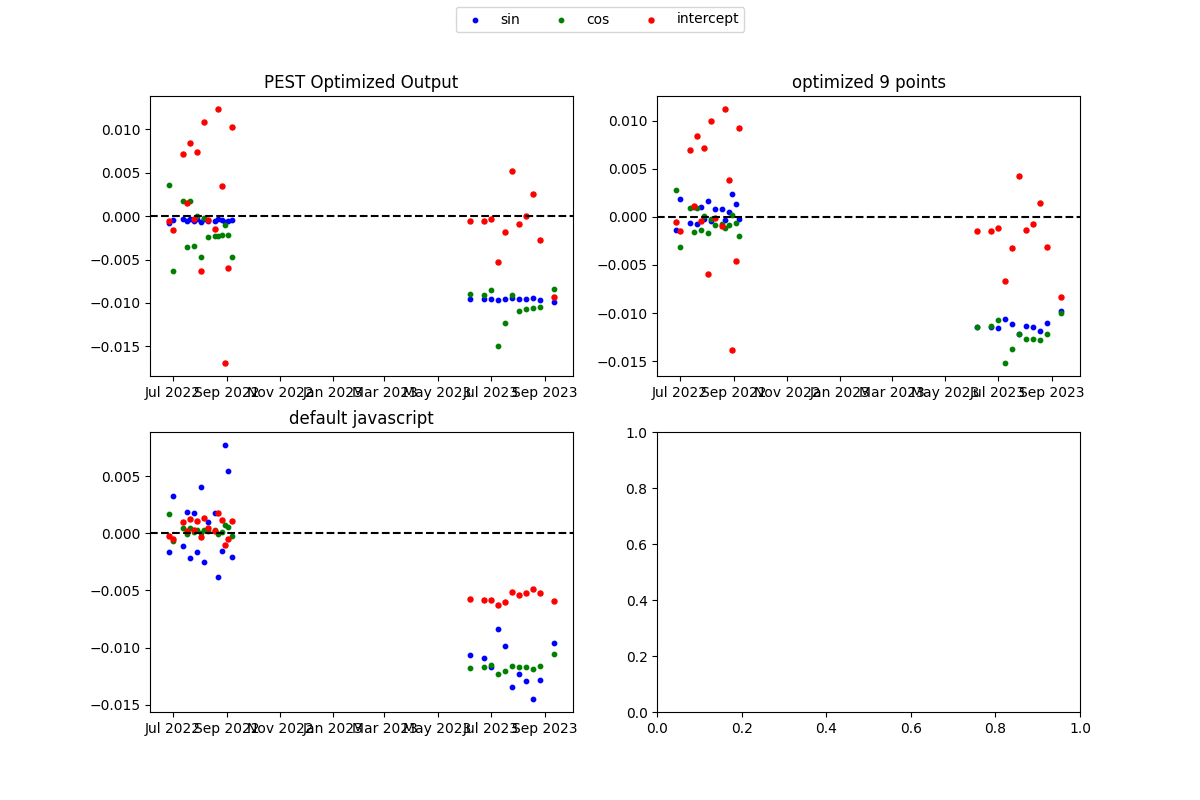 sin cos intercept
PEST Optimized Output
0.010
0.005
0.000
−0.005
−0.010
−0.015
Jul 2022 Sep 2022 Nov 2022 Jan 2023 Mar 2023 May 2023 Jul 2023 Sep 2023
optimized 9 points
0.010
0.005
0.000
−0.005
−0.010
−0.015
Jul 2022 Sep 2022 Nov 2022 Jan 2023 Mar 2023 May 2023 Jul 2023 Sep 2023
default javascript
0.005
0.000
−0.005
−0.010
−0.015
Jul 2022 Sep 2022 Nov 2022 Jan 2023 Mar 2023 May 2023 Jul 2023 Sep 2023
1.0
0.8
0.6
0.4
0.2
0.0
0.0 0.2 0.4 0.6 0.8 1.0